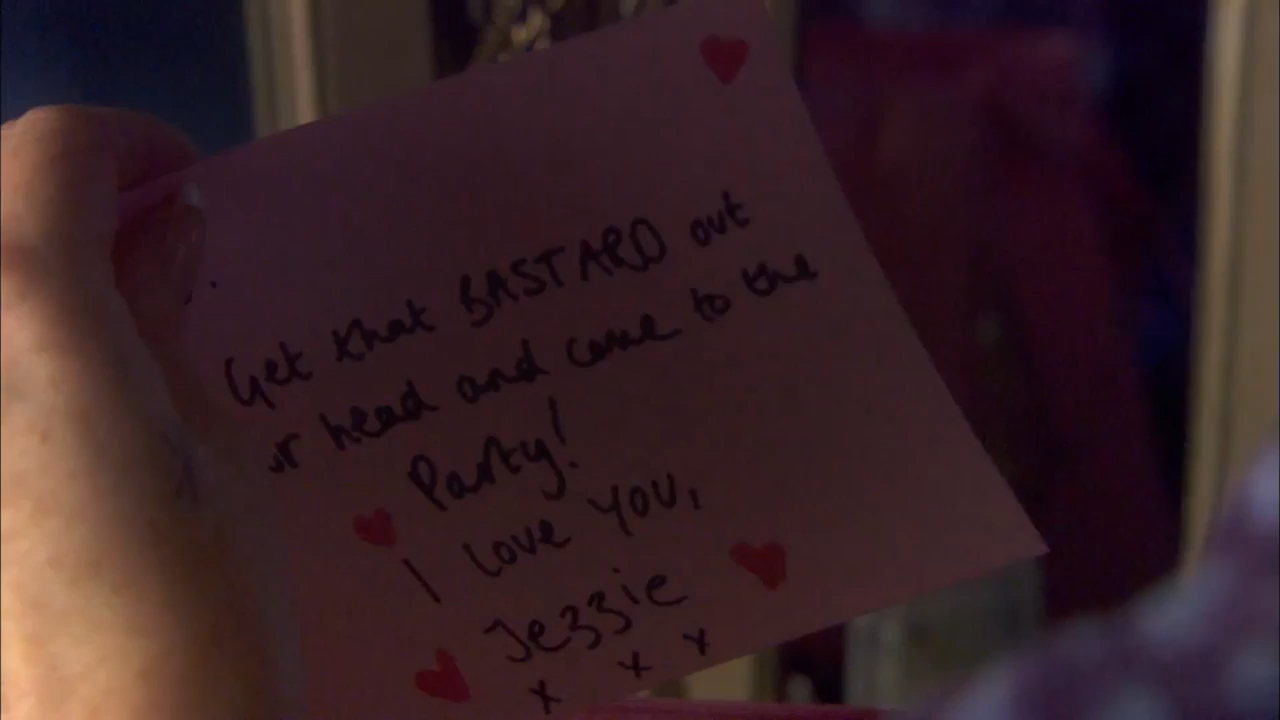 Get that BASTARD out
ur head and come to the
Party!
I love YOU,
Jezzie
x x x